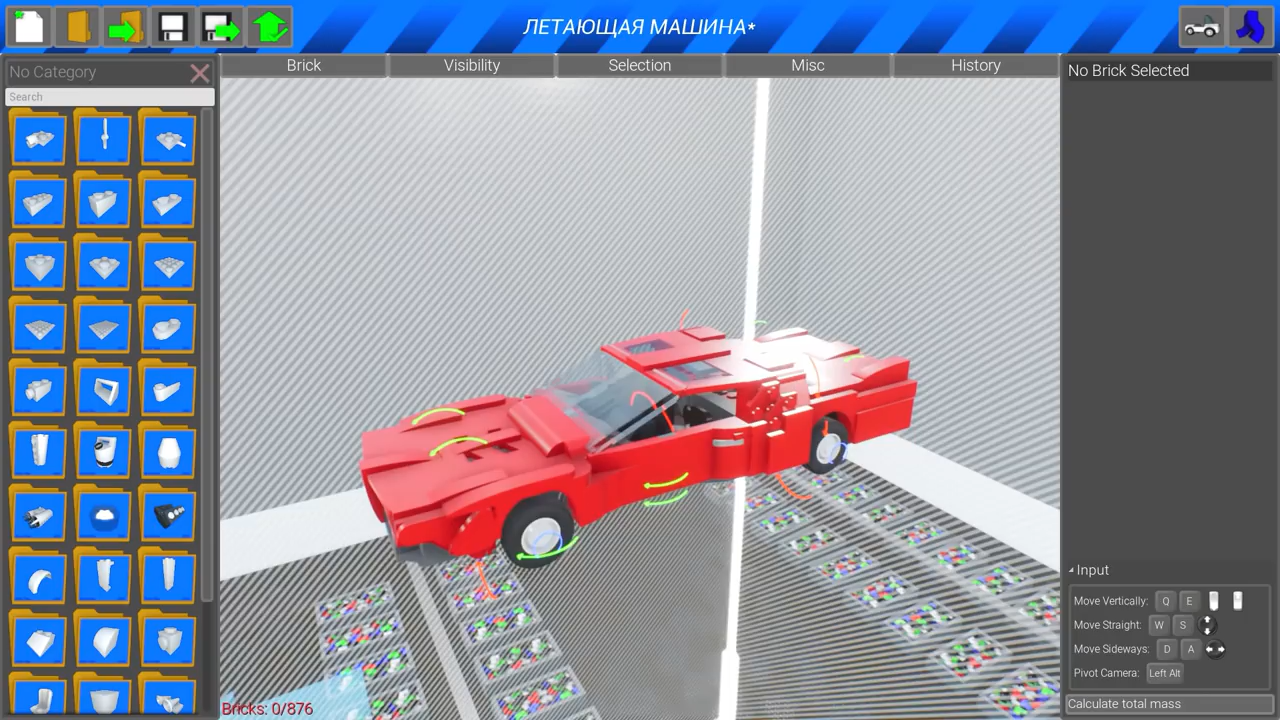 ЛЕТАЮЩАЯ МАШИНА*
No Category
Search
Brick
Visibility
Selection
Misc
History
No Brick Selected
Input
Move Vertically: Q E
Move Straight: W S
Move Sideways: D A
Pivot Camera: Left Alt
Calculate total mass
Bricks: 0/876